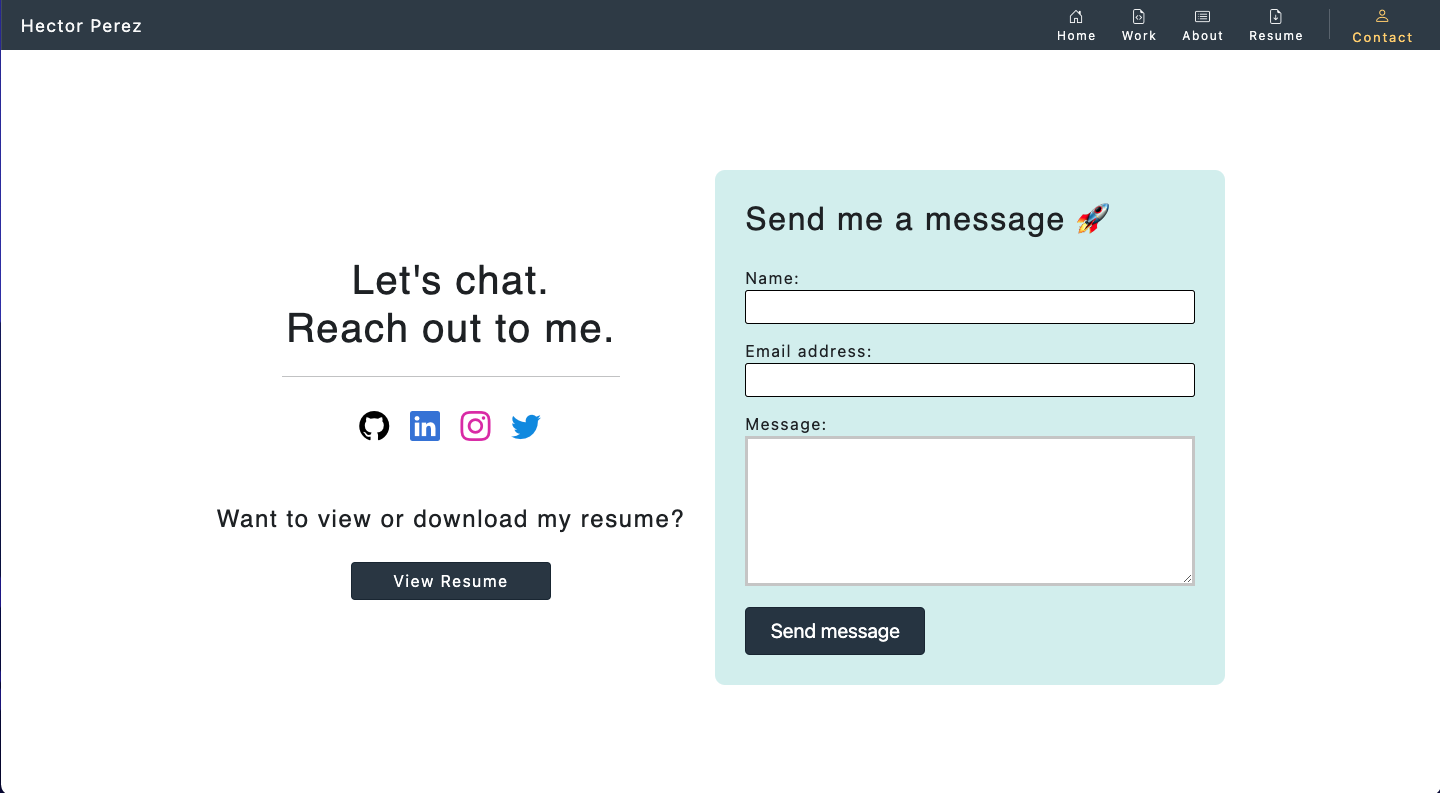 Hector Perez
Home
Work
About
Resume
Contact
Let's chat.
Reach out to me.
Want to view or download my resume?
View Resume
Send me a message 🚀
Name:
Email address:
Message:
Send message